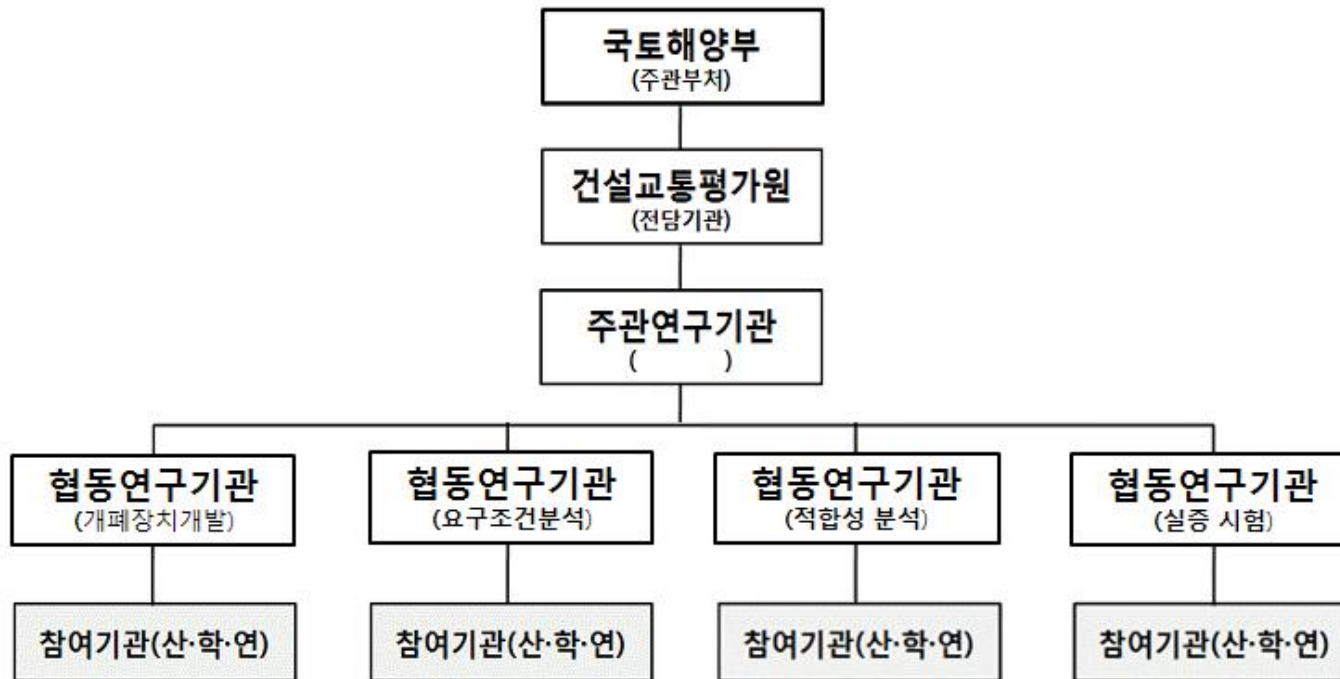 국토해양부
(주관부처)
건설교통평가원
(전담기관)
주관연구기관
( )
협동연구기관
(개폐장치개발)
협동연구기관
(요구조건분석)
협동연구기관
(적합성 분석)
협동연구기관
(실증 시험)
참여기관(산·학·연)
참여기관(산·학·연)
참여기관(산·학·연)
참여기관(산·학·연)